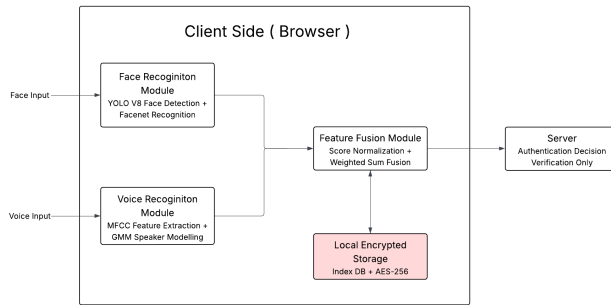 Client Side ( Browser )
Face Recoginiton
Module
YOLO V8 Face Detection +
Facenet Recognition
Face Input
Feature Fusion Module
Score Normalization +
Weighted Sum Fusion
Server
Authentication Decision
Verification Only
Voice Recoginiton
Module
MFCC Feature Extraction +
GMM Speaker Modelling
Voice Input
Local Encrypted
Storage
Index DB + AES-256